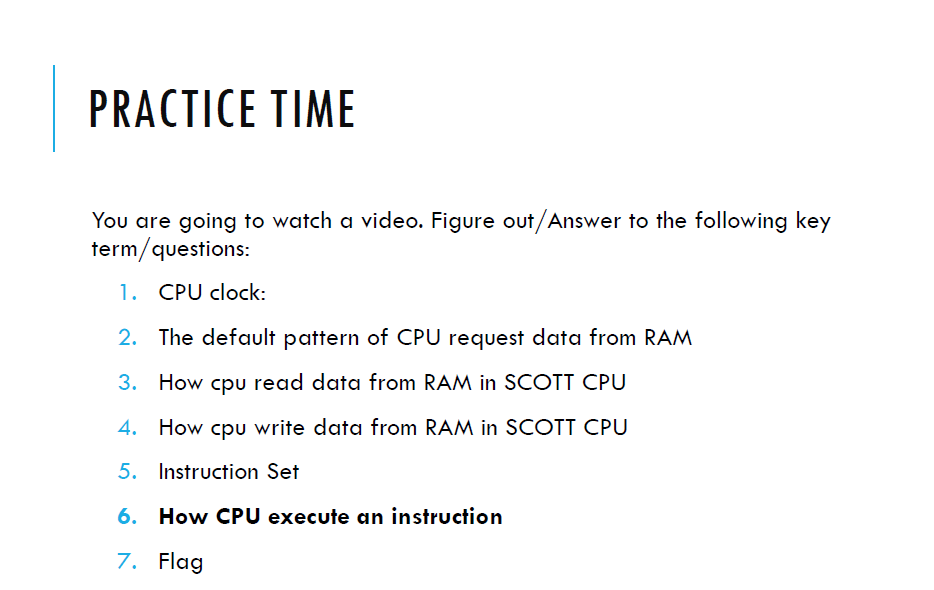 PRACTICE TIME
You are going to watch a video. Figure out/Answer to the following key
term/questions:
1. CPU clock:
2. The default pattern of CPU request data from RAM
3. How cpu read data from RAM in SCOTT CPU
4. How cpu write data from RAM in SCOTT CPU
5. Instruction Set
6. How CPU execute an instruction
7. Flag